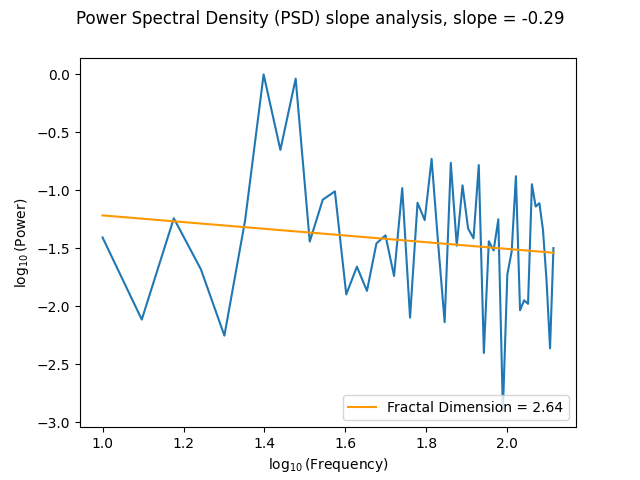 Power Spectral Density (PSD) slope analysis, slope = -0.29
0.0
−0.5
−1.0
−1.5
−2.0
−2.5
−3.0
log₁₀(Power)
Fractal Dimension = 2.64
1.0 1.2 1.4 1.6 1.8 2.0
log₁₀(Frequency)